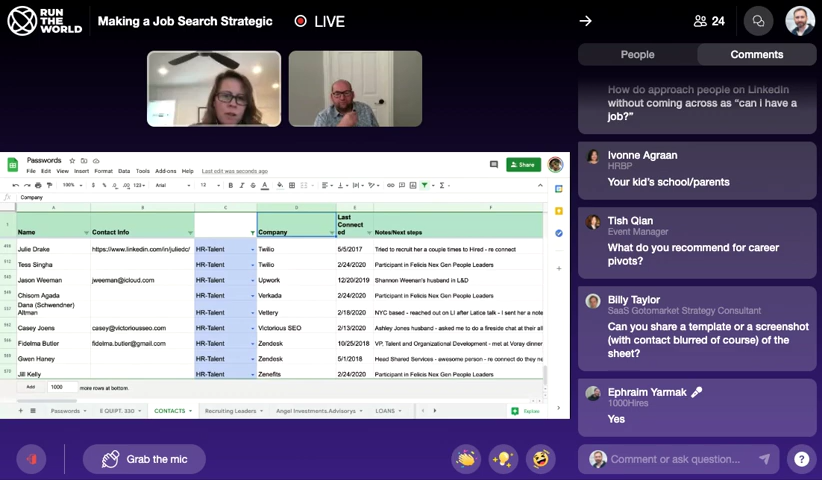 RUN
THE
WORLD
Making a Job Search Strategic
LIVE
24
People
Comments
How do approach people on LinkedIn
without coming across as "can i have a
job?"
Ivonne Agraan
HRBP
Your kid's school/parents
Tish Qian
Event Manager
What do you recommend for career
pivots?
Billy Taylor
SaaS Gotomarket Strategy Consultant
Can you share a template or a screenshot
(with contact blurred of course) of the
sheet?
Ephraim Yarmak
1000Hires
Yes
Comment or ask question...
?
Passwords
File Edit View Insert Format Data Tools Add-ons Help Last edit was seconds ago
Share
100% $ % .0 .00 123 Arial 12 B I S A
fx Company
A B C D E F
1 Name Contact Info Company Last Connected Notes/Next steps
Julie Drake https://www.linkedin.com/in/juliedc/ HR-Talent Twilio 5/5/2017 Tried to recruit her a couple times to Hired - re connect
Tess Singha HR-Talent Twilio 2/24/2020 Participant in Felicis Next Gen People Leaders
Jason Weeman jweeman@icloud.com HR-Talent Upwork 12/20/2019 Shannon Weenan's husband in L&D
Chisom Agada HR-Talent Verkada 2/24/2020 Participant in Felicis Nex Gen People Leaders
Dana (Schwendner) Altman HR-Talent Vettery 2/18/2020 NYC based - reached out on LI after Latice talk - I sent her a note
Casey Joens casey@victoriousseo.com HR-Talent Victorious SEO 2/13/2020 Ashley Jones husband - asked me to do a fireside chat at their all
Fidelma Butler fidelma.butler@gmail.com HR-Talent Zendesk 10/25/2018 VP, Talent and Organizational Development - met at Voray dinner
Gwen Haney HR-Talent Zendesk 5/1/2018 Head Shared Services - awesome person - re connect do they ne
Jill Kelly HR-Talent Zenefits 2/24/2020 Participant in Felicis Nex Gen People Leaders
Add 1000 more rows at bottom.
Passwords E QUIPT. 330 CONTACTS Recruiting Leaders Angel Investments.Advisorys LOANS
Explore
Grab the mic